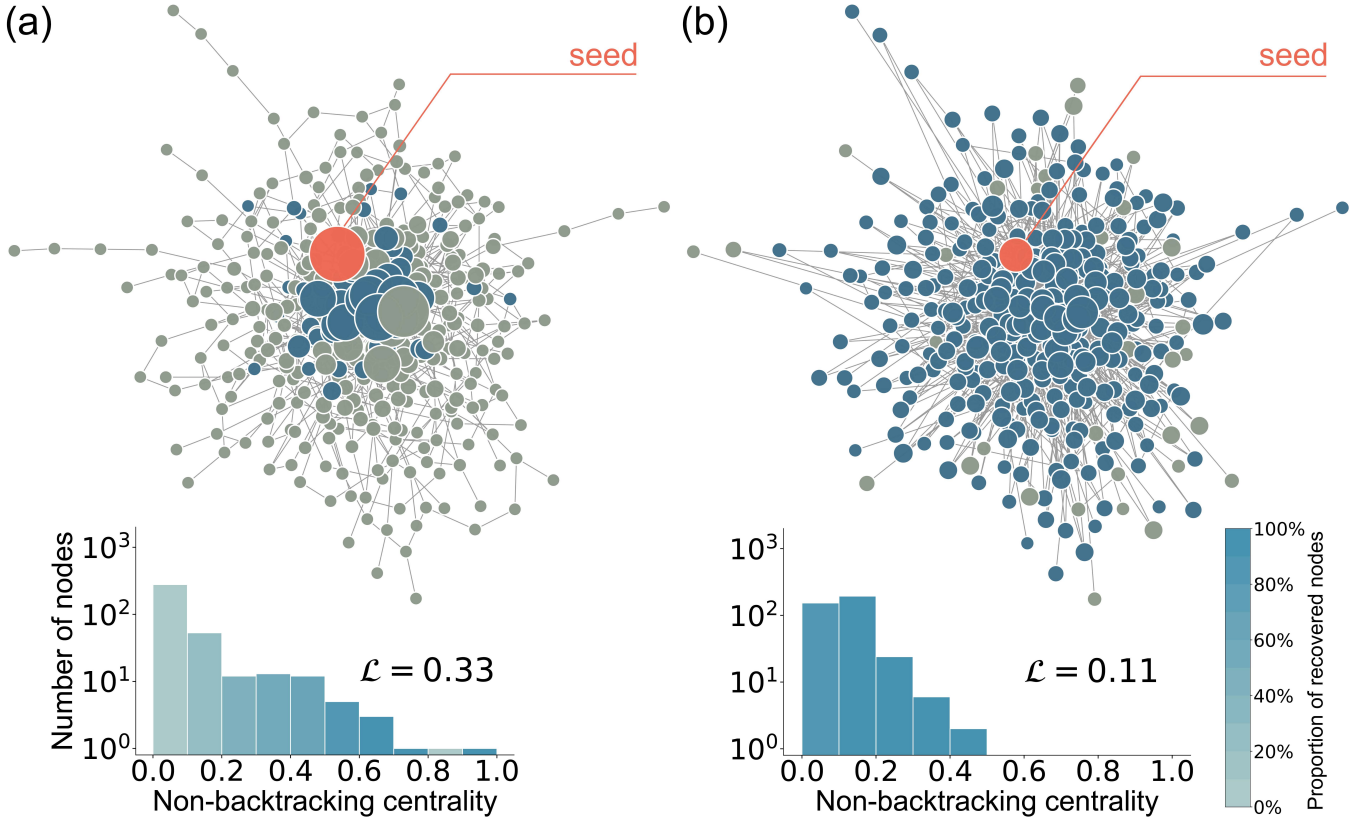 (a)
seed
10³
10²
10¹
10⁰
Number of nodes
ℒ = 0.33
0.0 0.2 0.4 0.6 0.8 1.0
Non-backtracking centrality
(b)
seed
10³
10²
10¹
10⁰
ℒ = 0.11
0.0 0.2 0.4 0.6 0.8 1.0
Non-backtracking centrality
100%
80%
60%
40%
20%
0%
Proportion of recovered nodes